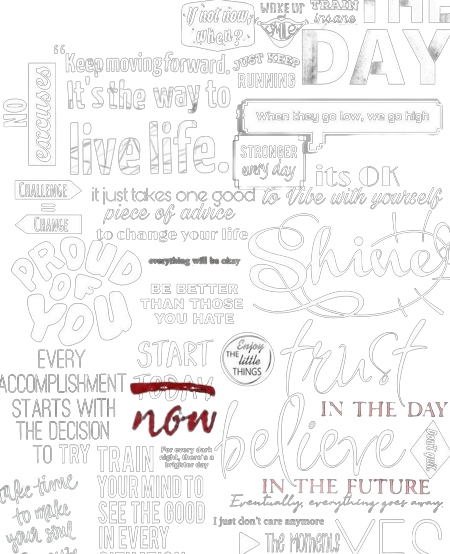 if not now,
when?
WAKE UP
and
SMILE
TRAIN
insane
THE
DAY
JUST KEEP
RUNNING
NO
excuses
"Keep moving forward,
It's the way to
live life.
When they go low, we go high
STRONGER
every day
its OK
to Vibe with yourself
CHALLENGE
=
CHANGE
it just takes one good
piece of advice
to change your life
Shine
PROUD
OF
YOU
everything will be okay
BE BETTER
THAN THOSE
YOU HATE
EVERY
ACCOMPLISHMENT
STARTS WITH
THE DECISION
TO TRY
START
TODAY
now
Enjoy
THE little
THINGS
trust
IN THE DAY
believe
IN THE FUTURE
Eventually, everything goes away.
For every dark
night, there's a
brighter day
TRAIN
YOUR MIND TO
SEE THE GOOD
IN EVERY
take time
to make
your soul
I just don't care anymore
The Moments
YES